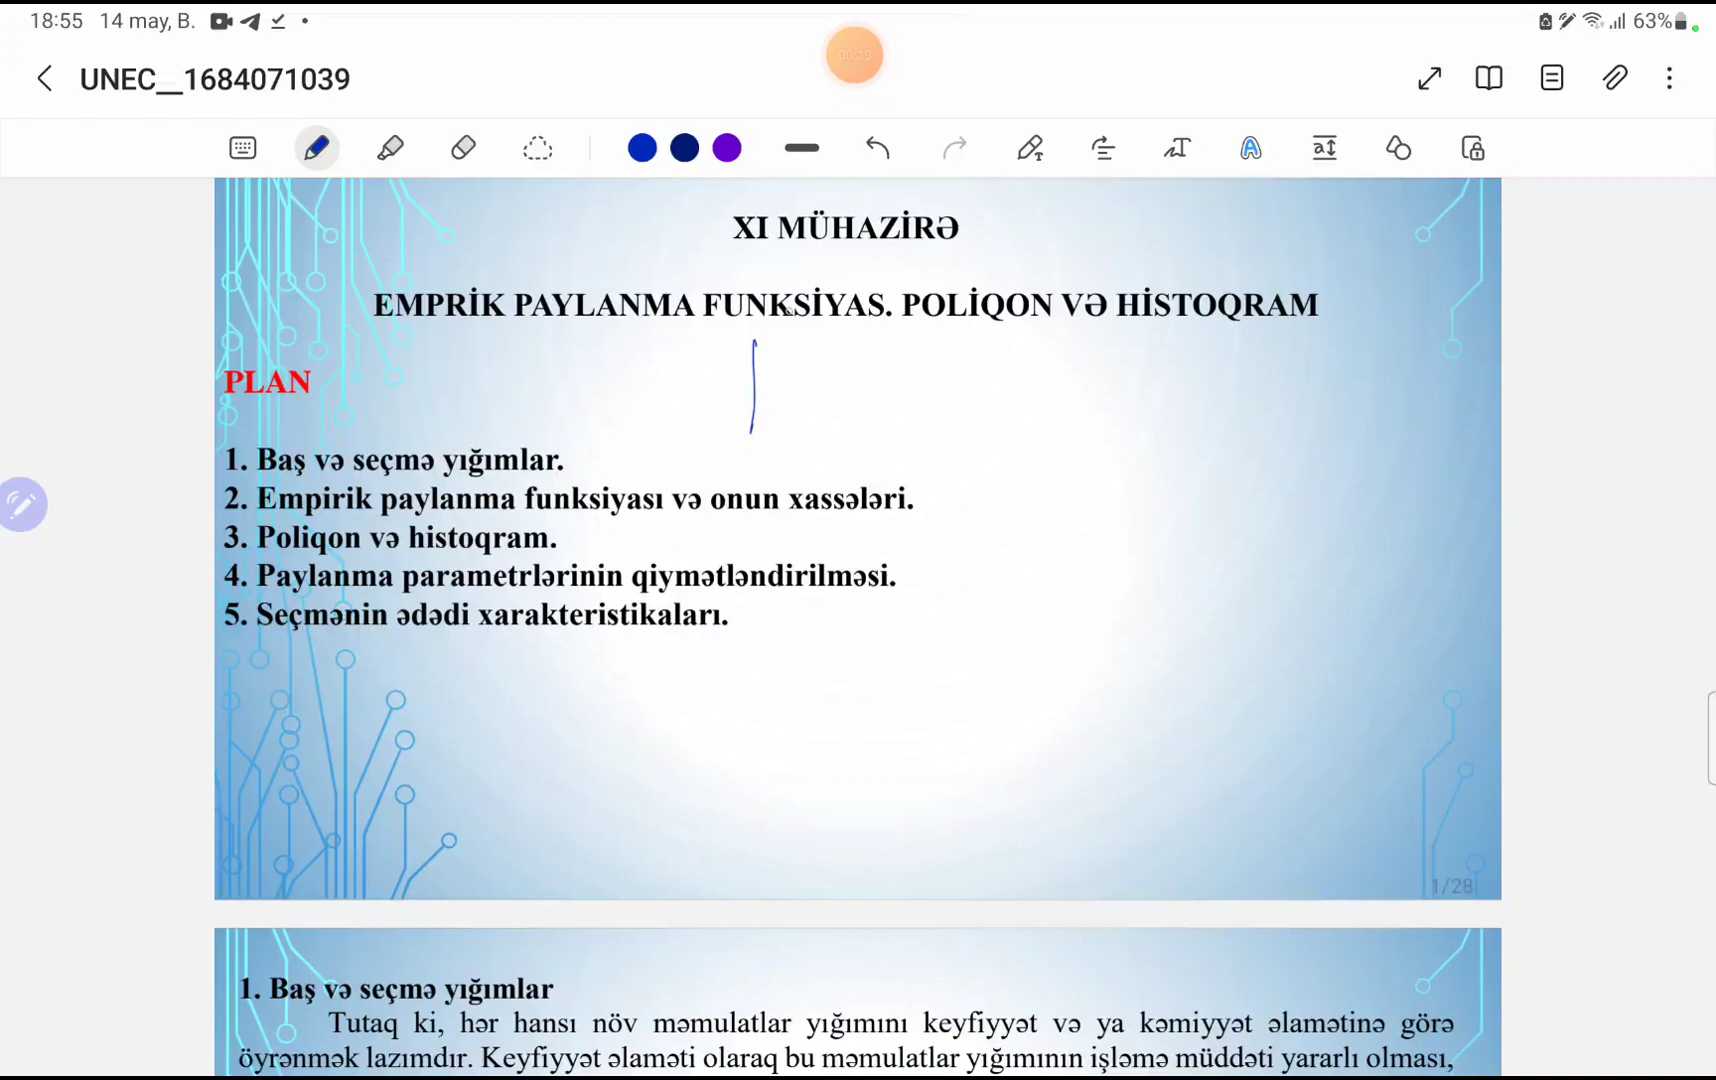 18:55 14 may, B.
63%
00:29
UNEC__1684071039
XI MÜHAZİRƏ
EMPRİK PAYLANMA FUNKSİYAS. POLİQON VƏ HİSTOQRAM
PLAN
1. Baş və seçmə yığımlar.
2. Empirik paylanma funksiyası və onun xassələri.
3. Poliqon və histoqram.
4. Paylanma parametrlərinin qiymətləndirilməsi.
5. Seçmənin ədədi xarakteristikaları.
1/28
1. Baş və seçmə yığımlar
Tutaq ki, hər hansı növ məmulatlar yığımını keyfiyyət və ya kəmiyyət əlamətinə görə
öyrənmək lazımdır. Keyfiyyət əlaməti olaraq bu məmulatlar yığımının işləmə müddəti yararlı olması,